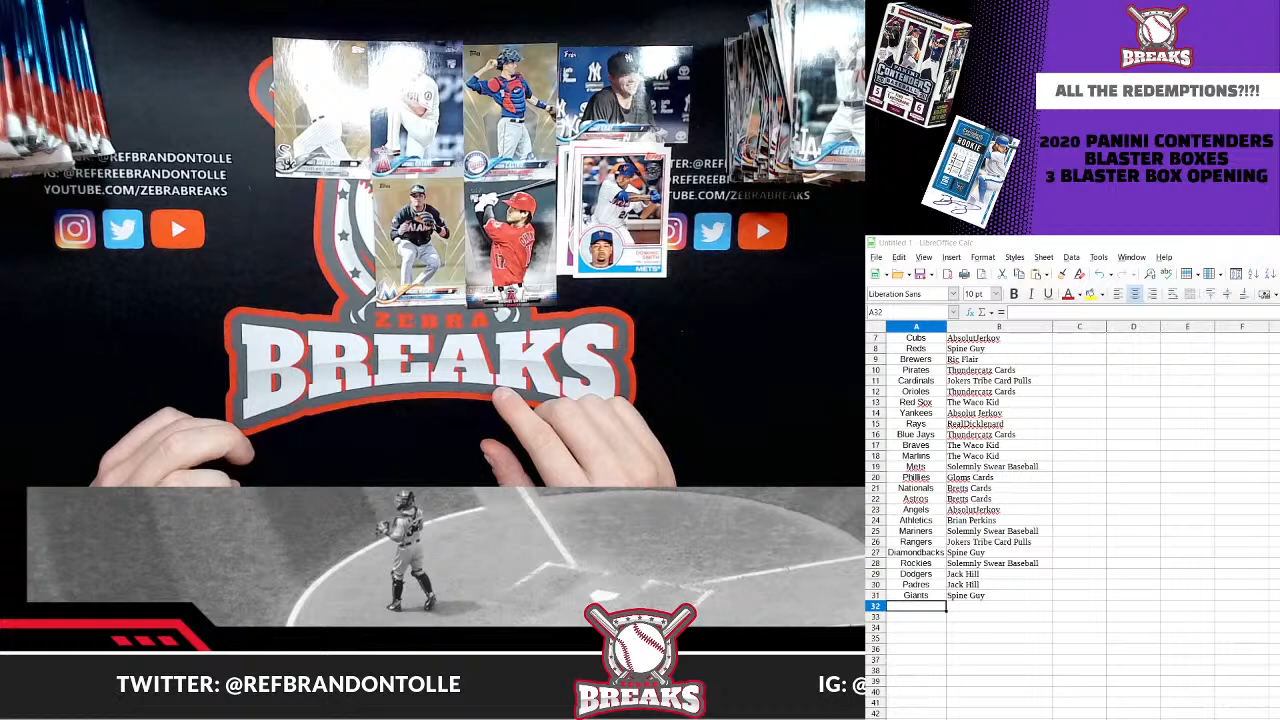 @REFBRANDONTOLLE
IG: @REFEREEBRANDONTOLLE
YOUTUBE.COM/ZEBRABREAKS
ZEBRA
BREAKS
METS
BREAKS
ALL THE REDEMPTIONS?!?!
2020 PANINI CONTENDERS
BLASTER BOXES
3 BLASTER BOX OPENING
CONTENDERS
ROOKIE
Untitled 1 - LibreOffice Calc
File Edit View Insert Format Styles Sheet Data Tools Window Help
Liberation Sans 10 pt B I U A
A32 fx Σ =
A B C D E F
7 Cubs AbsolutJerkov
8 Reds Spine Guy
9 Brewers Ric Flair
10 Pirates Thundercatz Cards
11 Cardinals Jokers Tribe Card Pulls
12 Orioles Thundercatz Cards
13 Red Sox The Waco Kid
14 Yankees Absolut Jerkov
15 Rays RealDicklenard
16 Blue Jays Thundercatz Cards
17 Braves The Waco Kid
18 Marlins The Waco Kid
19 Mets Solemnly Swear Baseball
20 Phillies Gloms Cards
21 Nationals Bretts Cards
22 Astros Bretts Cards
23 Angels AbsolutJerkov
24 Athletics Brian Perkins
25 Mariners Solemnly Swear Baseball
26 Rangers Jokers Tribe Card Pulls
27 Diamondbacks Spine Guy
28 Rockies Solemnly Swear Baseball
29 Dodgers Jack Hill
30 Padres Jack Hill
31 Giants Spine Guy
32
33
34
35
36
37
38
39
40
41
42
BREAKS
TWITTER: @REFBRANDONTOLLE
IG: @